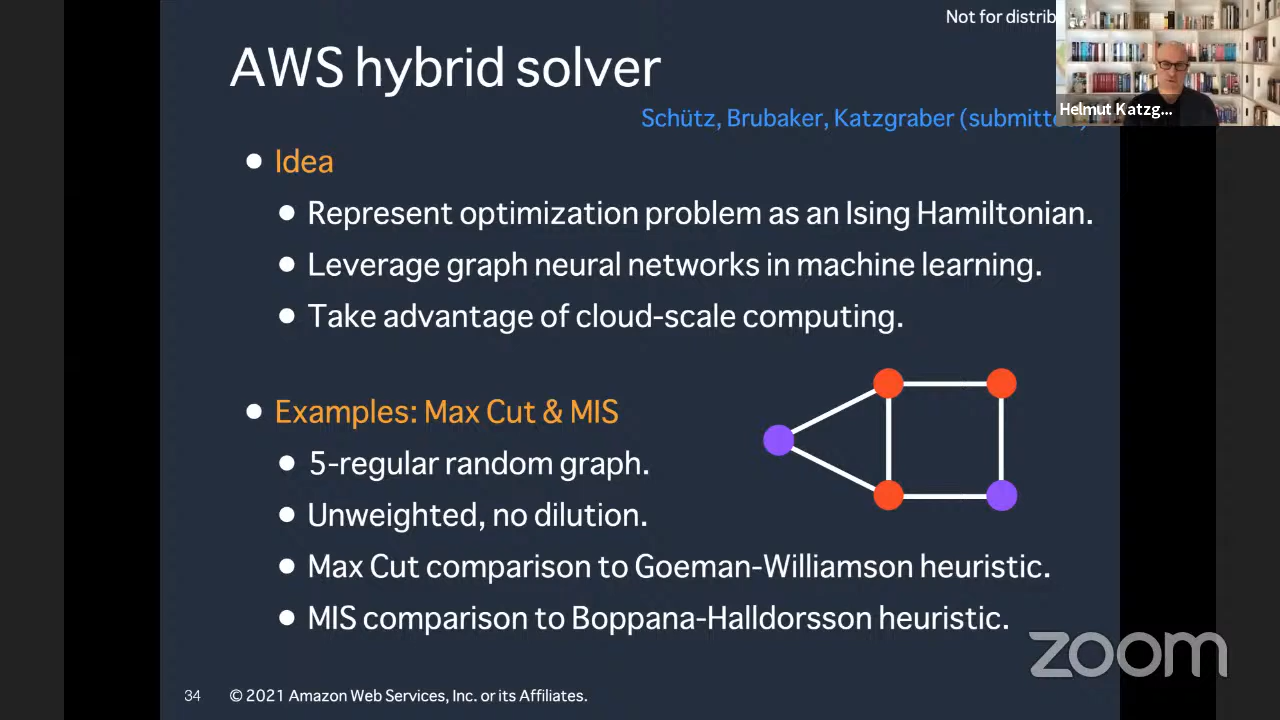 Not for distrib
AWS hybrid solver
Helmut Katzg...
Schütz, Brubaker, Katzgraber (submitted)
Idea
Represent optimization problem as an Ising Hamiltonian.
Leverage graph neural networks in machine learning.
Take advantage of cloud-scale computing.
Examples: Max Cut & MIS
5-regular random graph.
Unweighted, no dilution.
Max Cut comparison to Goeman-Williamson heuristic.
MIS comparison to Boppana-Halldorsson heuristic.
zoom
34 © 2021 Amazon Web Services, Inc. or its Affiliates.